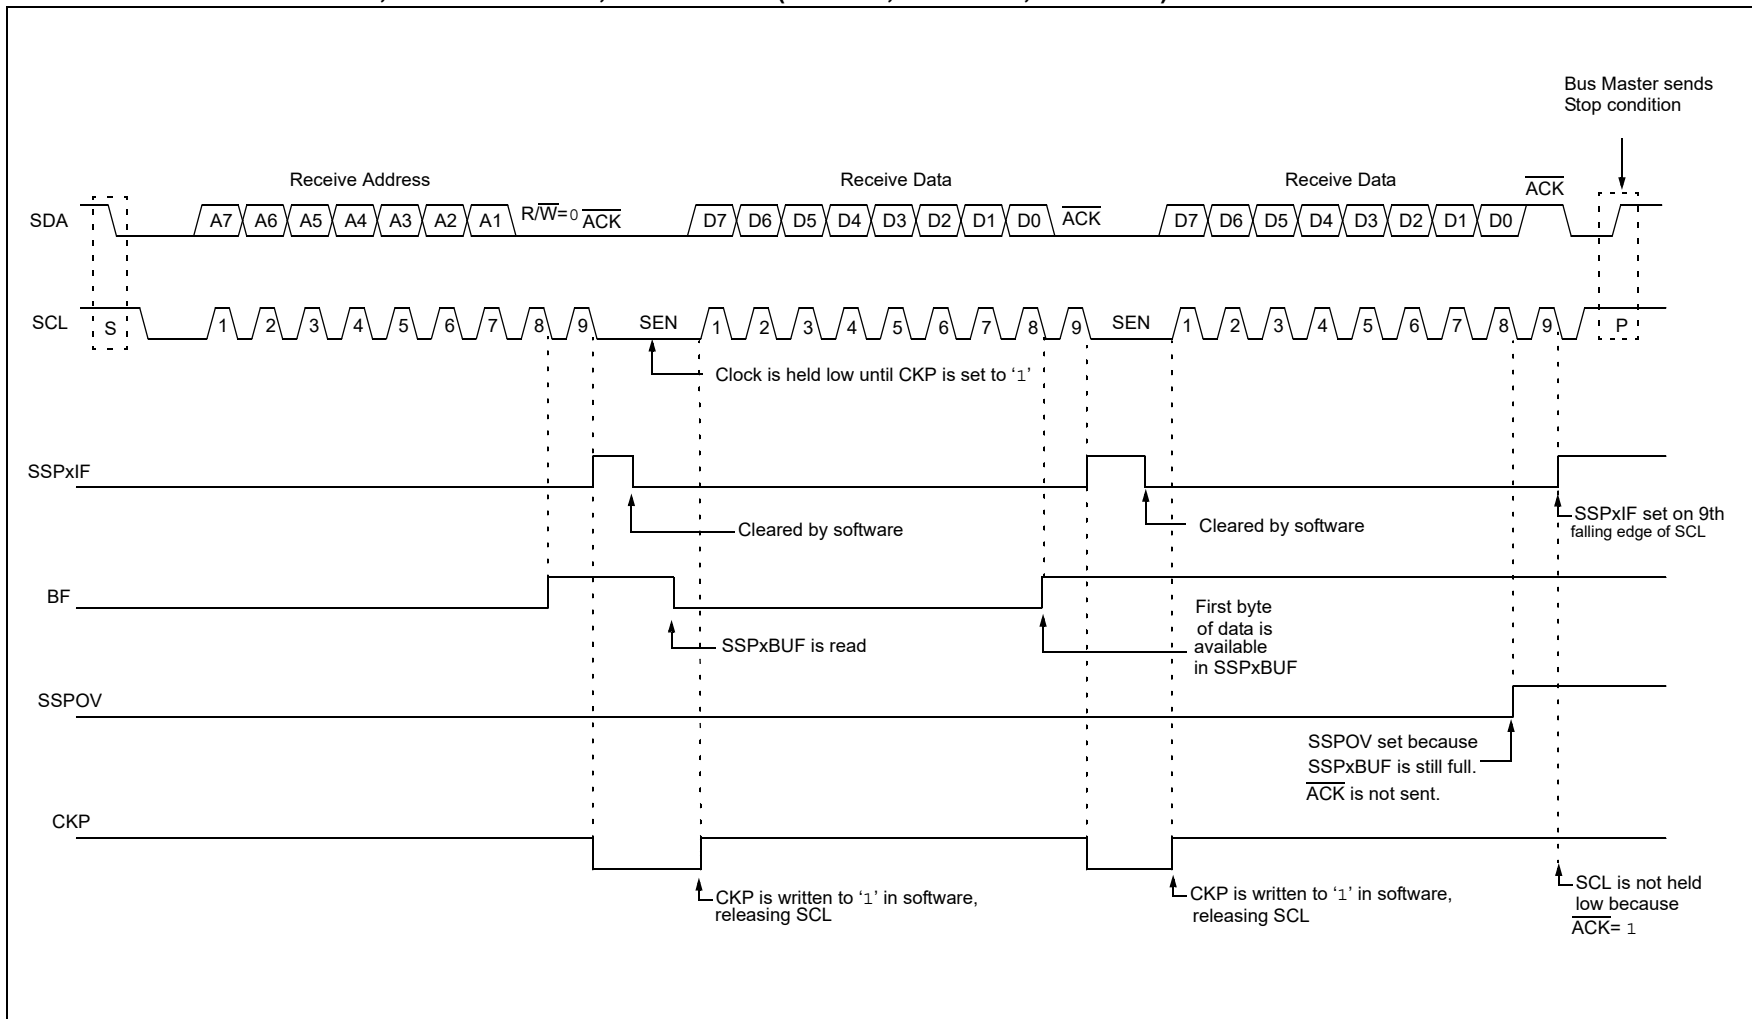 Bus Master sends
Stop condition
Receive Address
Receive Data
Receive Data
ACK
SDA
A7 A6 A5 A4 A3 A2 A1 R/W=0 ACK
D7 D6 D5 D4 D3 D2 D1 D0 ACK
D7 D6 D5 D4 D3 D2 D1 D0
SCL
S 1 2 3 4 5 6 7 8 9 SEN 1 2 3 4 5 6 7 8 9 SEN 1 2 3 4 5 6 7 8 9 P
Clock is held low until CKP is set to ‘1’
SSPxIF
Cleared by software
Cleared by software
SSPxIF set on 9th
falling edge of SCL
BF
SSPxBUF is read
First byte
of data is
available
in SSPxBUF
SSPOV
SSPOV set because
SSPxBUF is still full.
ACK is not sent.
CKP
CKP is written to ‘1’ in software,
releasing SCL
CKP is written to ‘1’ in software,
releasing SCL
SCL is not held
low because
ACK= 1